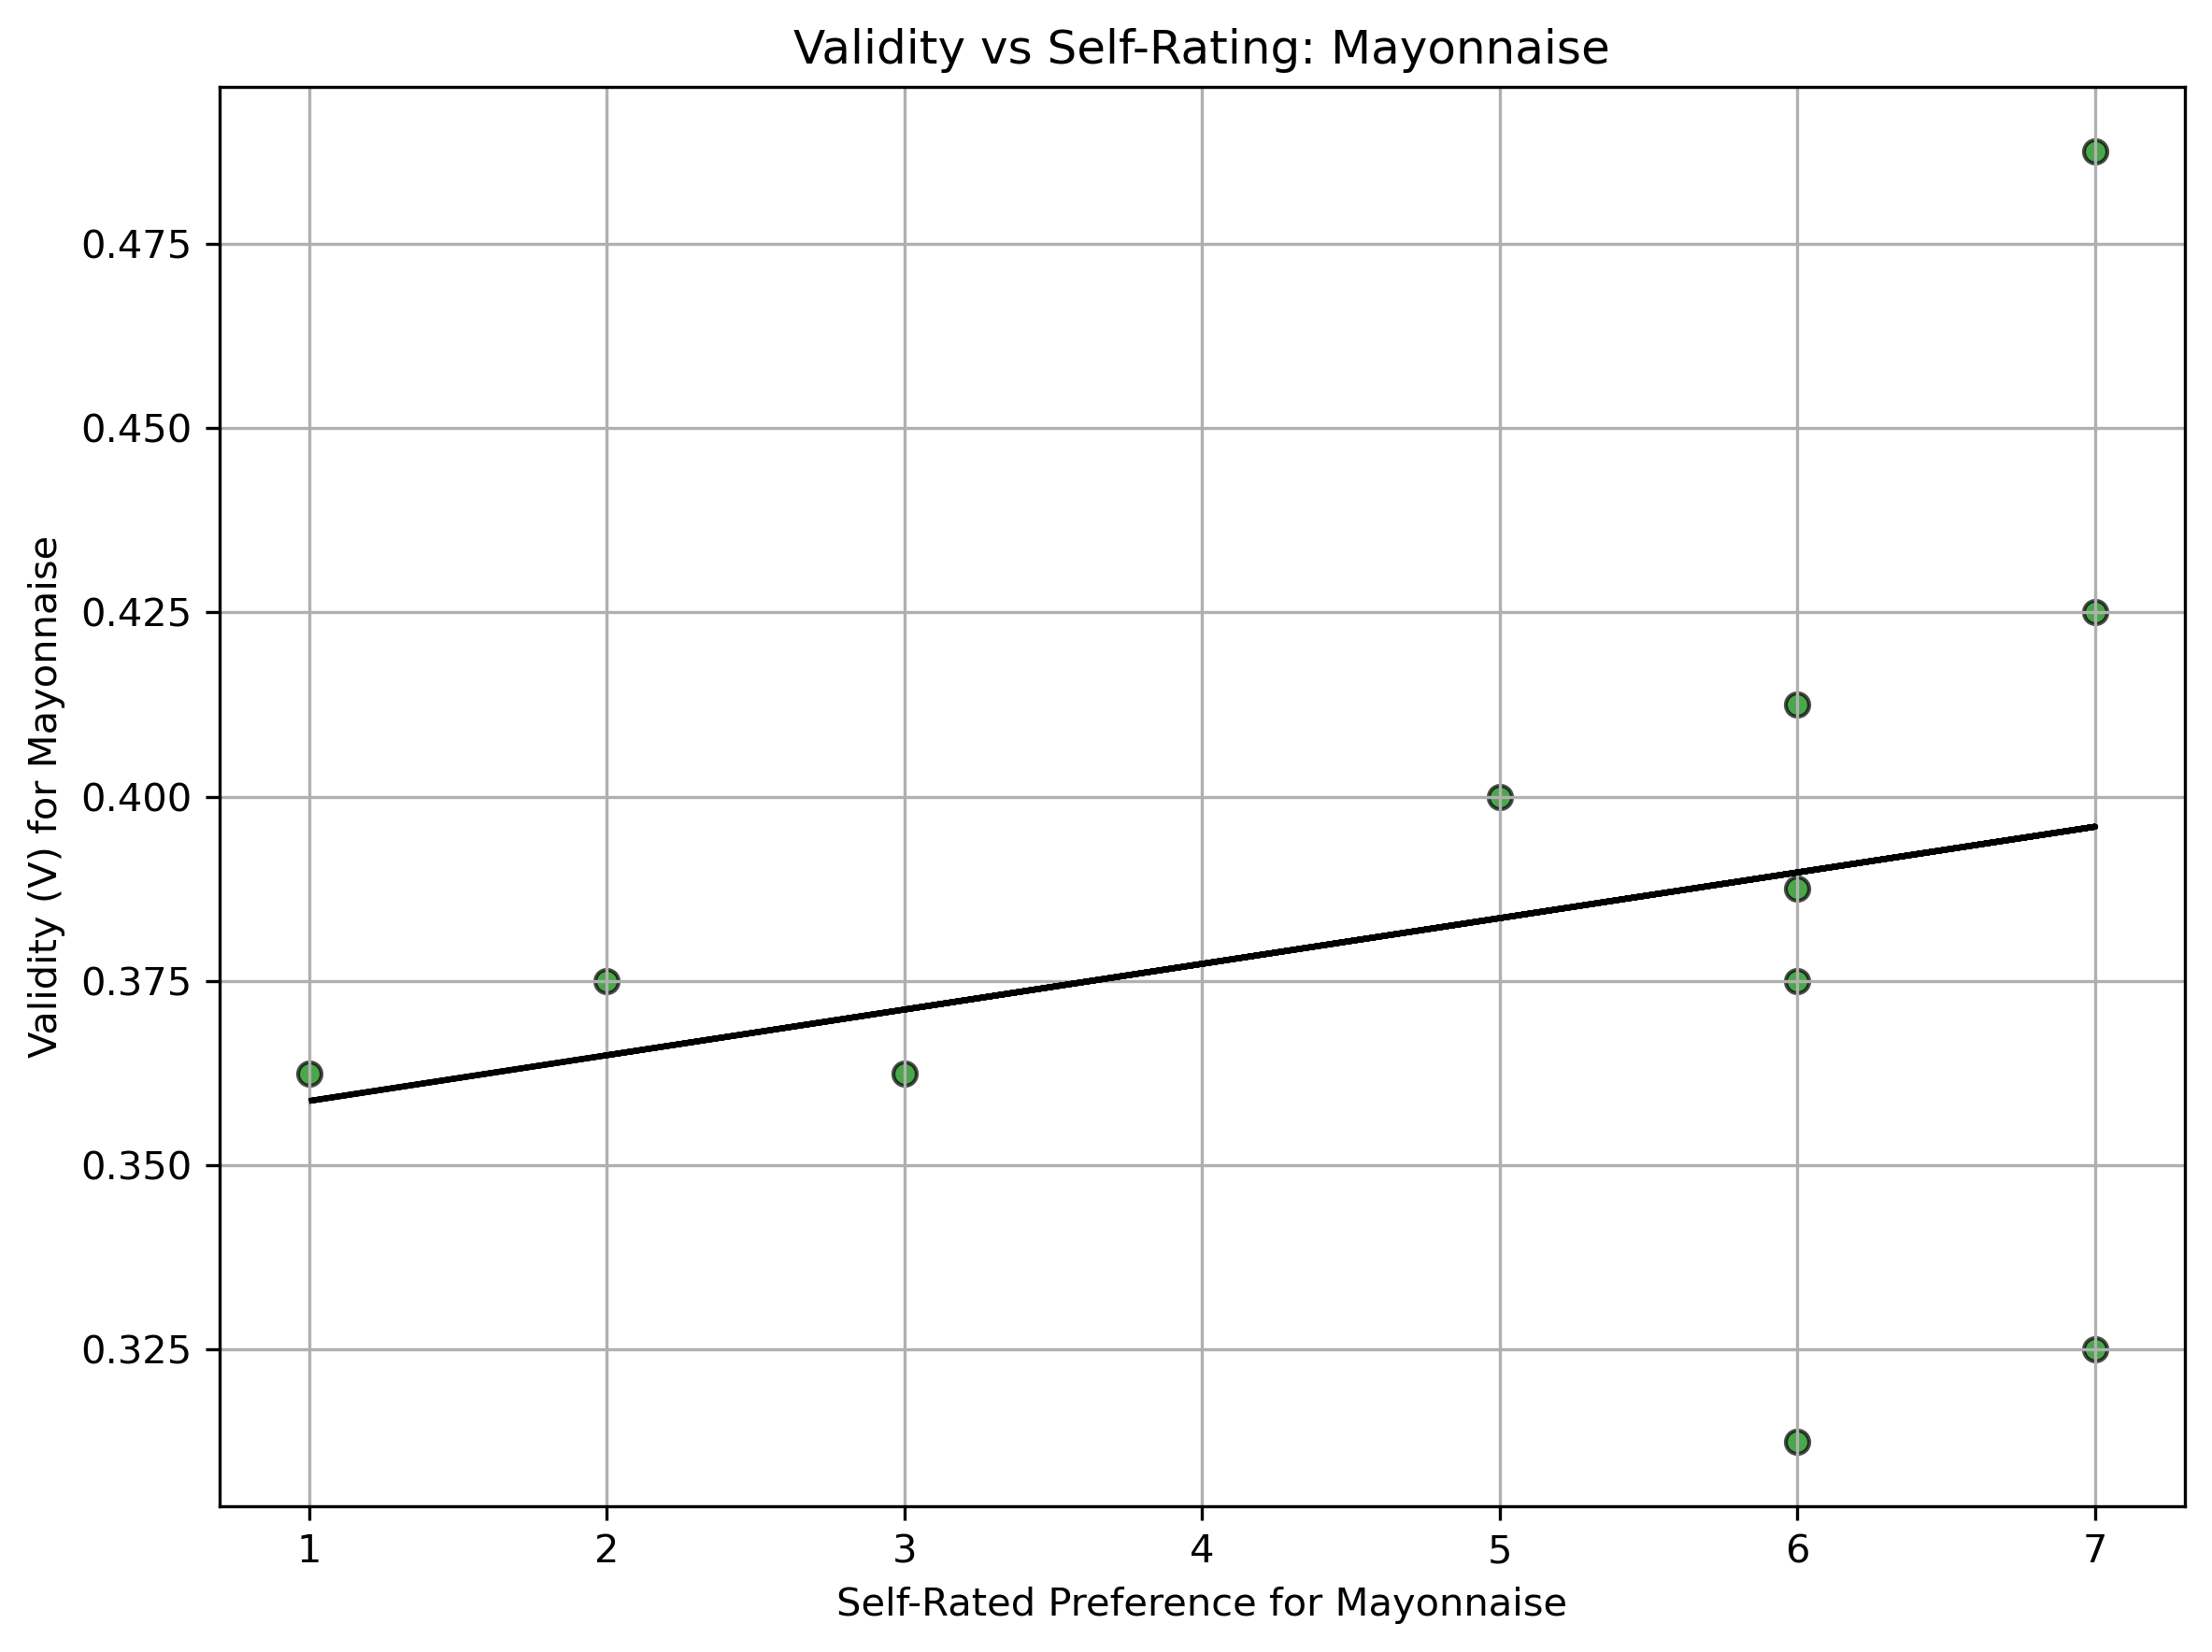 Validity vs Self-Rating: Mayonnaise
Validity (V) for Mayonnaise
0.475
0.450
0.425
0.400
0.375
0.350
0.325
1 2 3 4 5 6 7
Self-Rated Preference for Mayonnaise